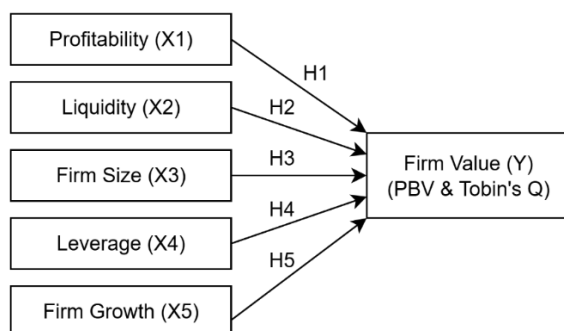 Profitability (X1)
H1
Liquidity (X2)
H2
Firm Size (X3)
H3
Firm Value (Y)
(PBV & Tobin's Q)
Leverage (X4)
H4
Firm Growth (X5)
H5